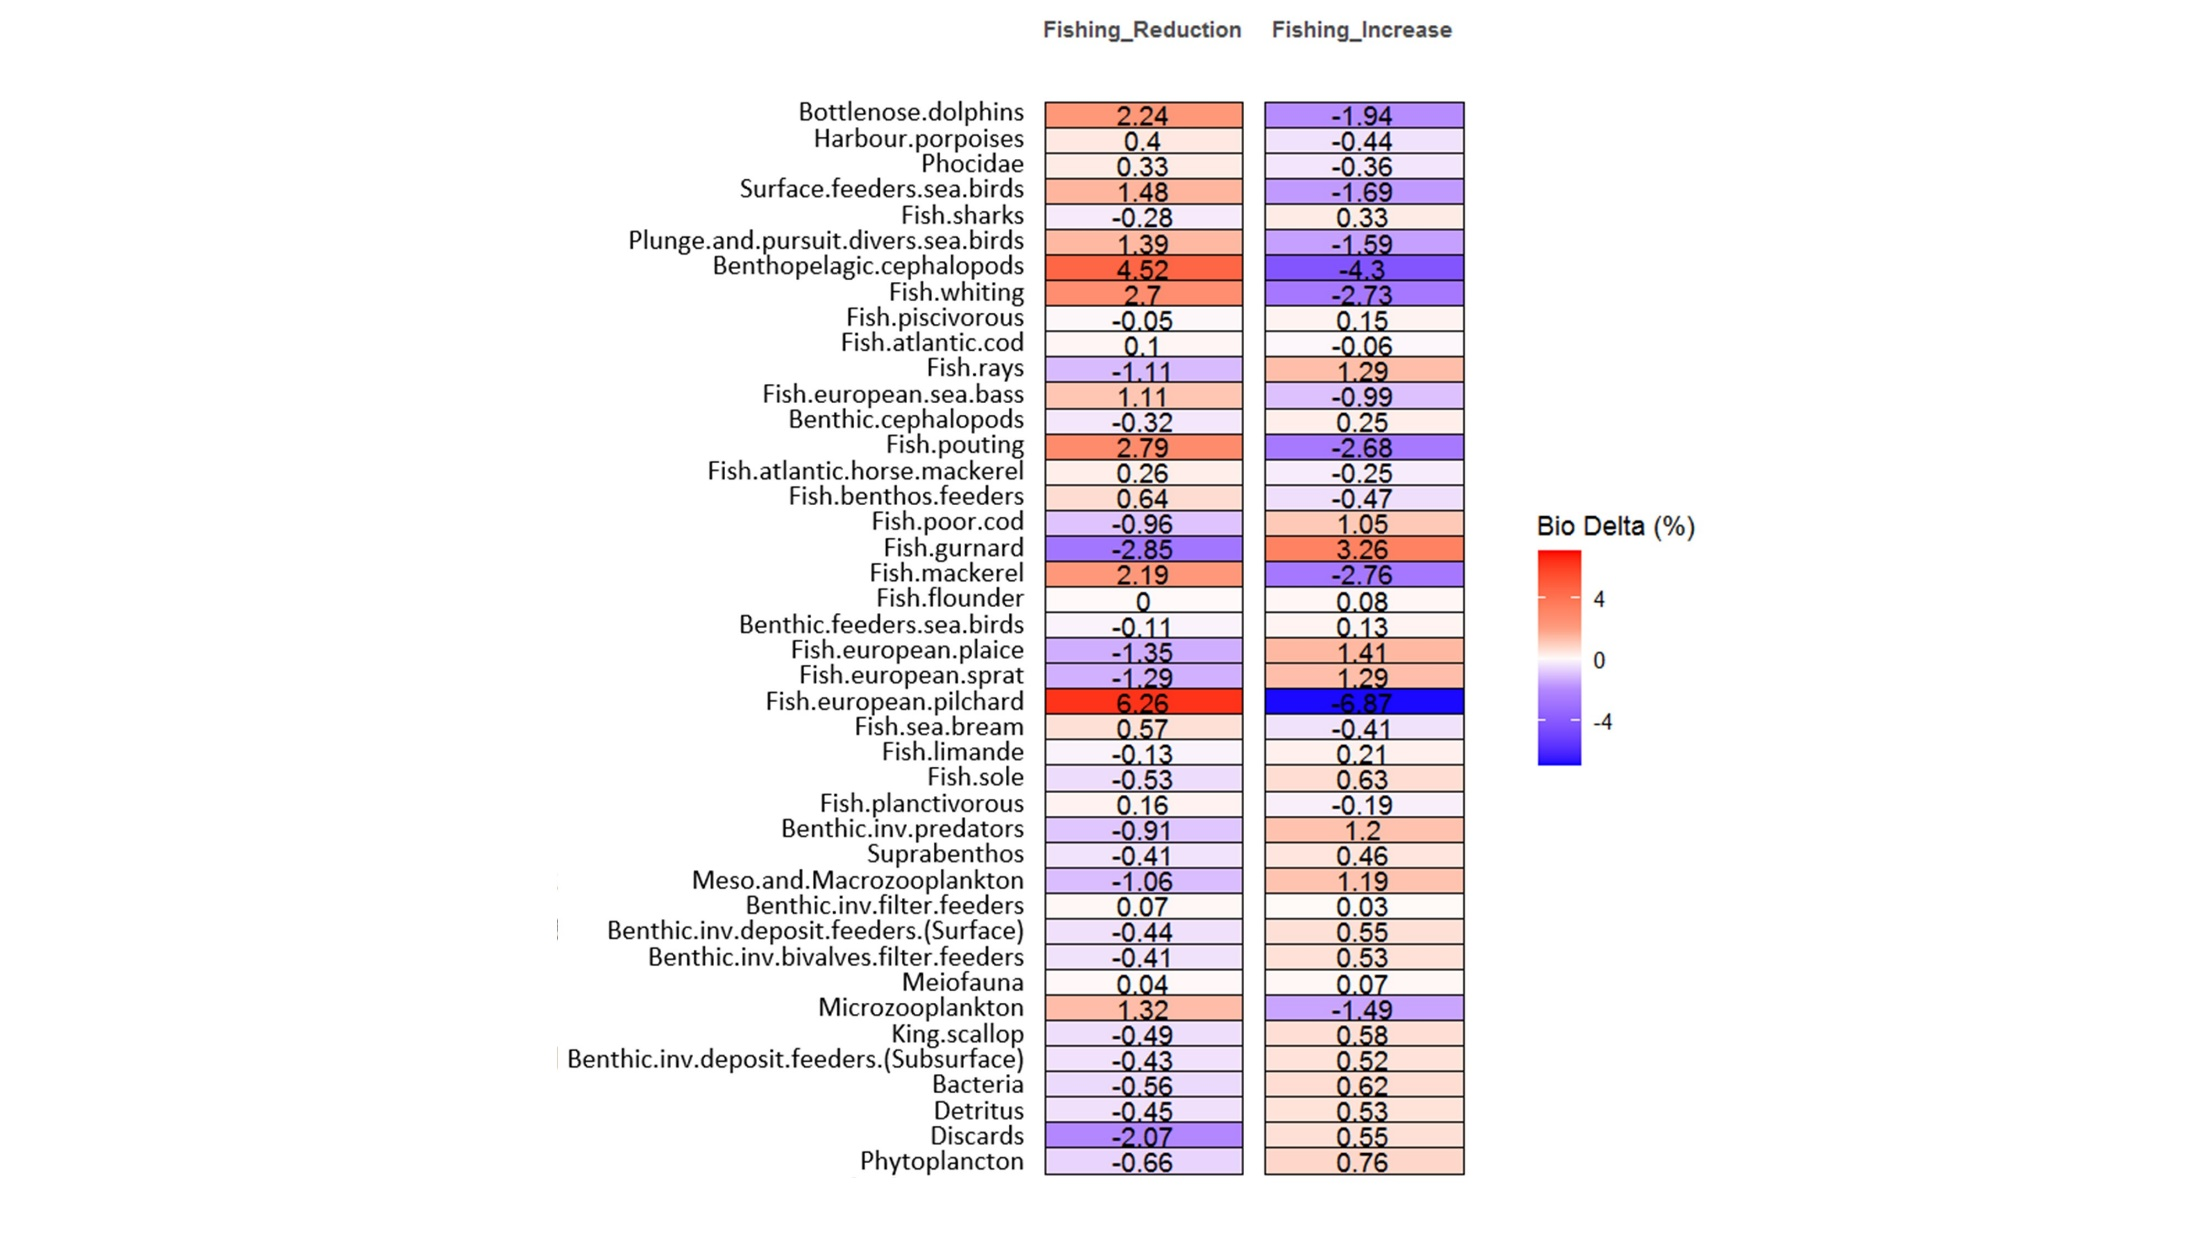 Fishing_Reduction Fishing_Increase
Bottlenose.dolphins 2.24 -1.94
Harbour.porpoises 0.4 -0.44
Phocidae 0.33 -0.36
Surface.feeders.sea.birds 1.48 -1.69
Fish.sharks -0.28 0.33
Plunge.and.pursuit.divers.sea.birds 1.39 -1.59
Benthopelagic.cephalopods 4.52 -4.3
Fish.whiting 2.7 -2.73
Fish.piscivorous -0.05 0.15
Fish.atlantic.cod 0.1 -0.06
Fish.rays -1.11 1.29
Fish.european.sea.bass 1.11 -0.99
Benthic.cephalopods -0.32 0.25
Fish.pouting 2.79 -2.68
Fish.atlantic.horse.mackerel 0.26 -0.25
Fish.benthos.feeders 0.64 -0.47
Fish.poor.cod -0.96 1.05
Fish.gurnard -2.85 3.26
Fish.mackerel 2.19 -2.76
Fish.flounder 0 0.08
Benthic.feeders.sea.birds -0.11 0.13
Fish.european.plaice -1.35 1.41
Fish.european.sprat -1.29 1.29
Fish.european.pilchard 6.26 -6.87
Fish.sea.bream 0.57 -0.41
Fish.limande -0.13 0.21
Fish.sole -0.53 0.63
Fish.planctivorous 0.16 -0.19
Benthic.inv.predators -0.91 1.2
Suprabenthos -0.41 0.46
Meso.and.Macrozooplankton -1.06 1.19
Benthic.inv.filter.feeders 0.07 0.03
Benthic.inv.deposit.feeders.(Surface) -0.44 0.55
Benthic.inv.bivalves.filter.feeders -0.41 0.53
Meiofauna 0.04 0.07
Microzooplankton 1.32 -1.49
King.scallop -0.49 0.58
Benthic.inv.deposit.feeders.(Subsurface) -0.43 0.52
Bacteria -0.56 0.62
Detritus -0.45 0.53
Discards -2.07 0.55
Phytoplancton -0.66 0.76
Bio Delta (%)
4
0
-4